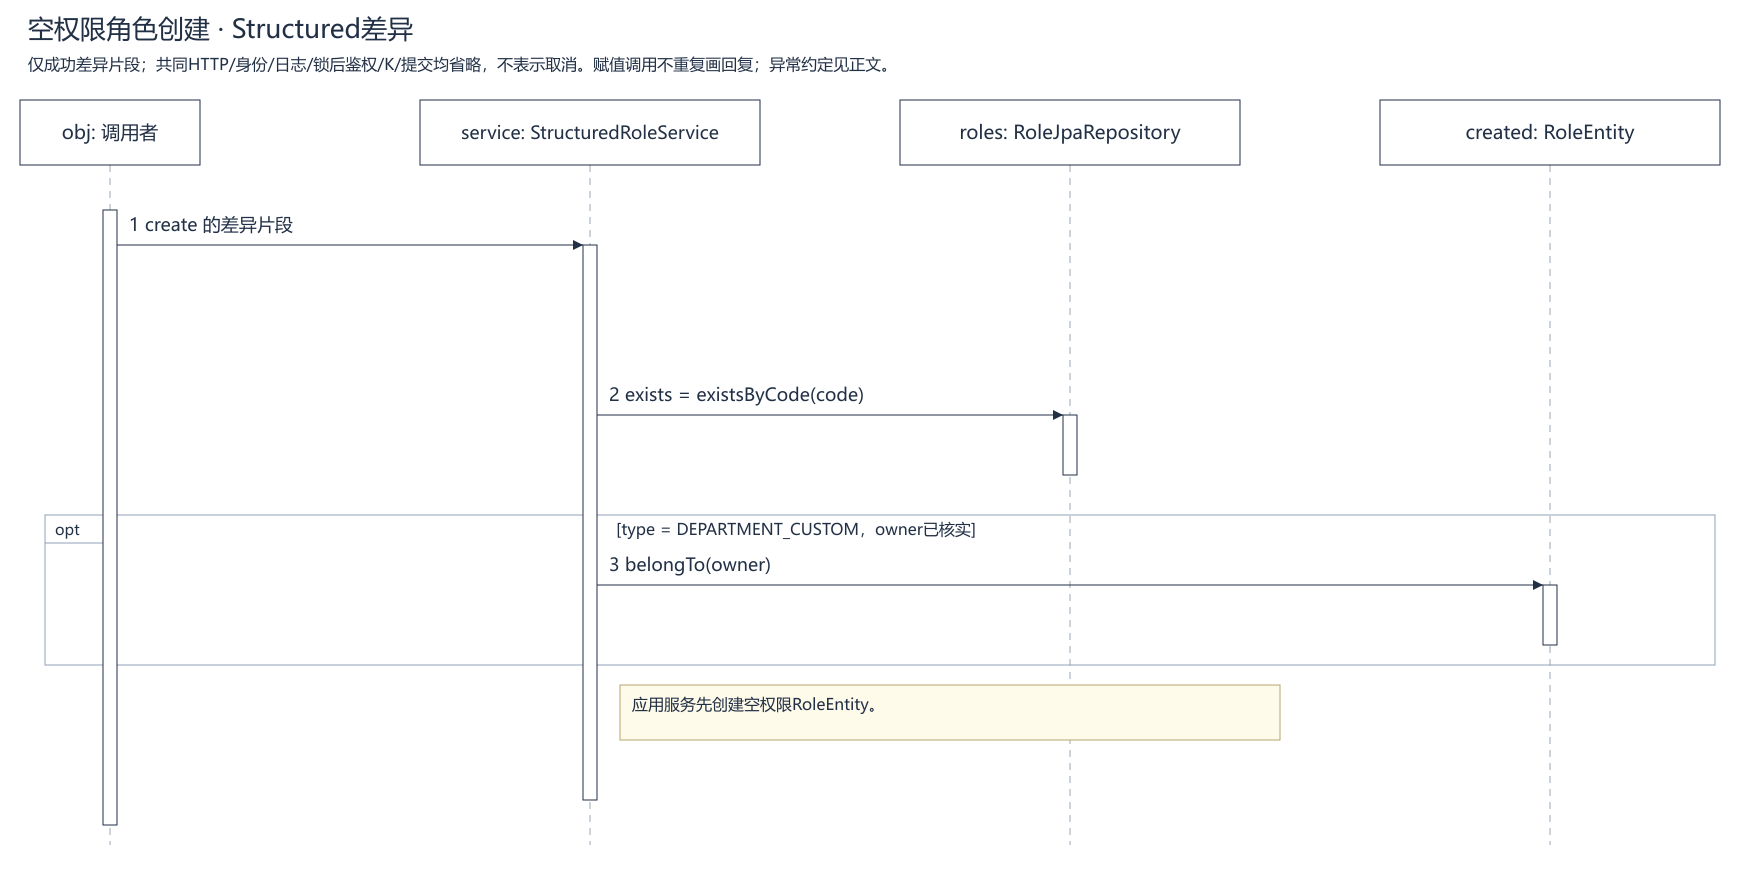 空权限角色创建 · Structured差异
仅成功差异片段；共同HTTP/身份/日志/锁后鉴权/K/提交均省略，不表示取消。赋值调用不重复画回复；异常约定见正文。
obj: 调用者
service: StructuredRoleService
roles: RoleJpaRepository
created: RoleEntity
1 create 的差异片段
2 exists = existsByCode(code)
opt
[type = DEPARTMENT_CUSTOM，owner已核实]
3 belongTo(owner)
应用服务先创建空权限RoleEntity。